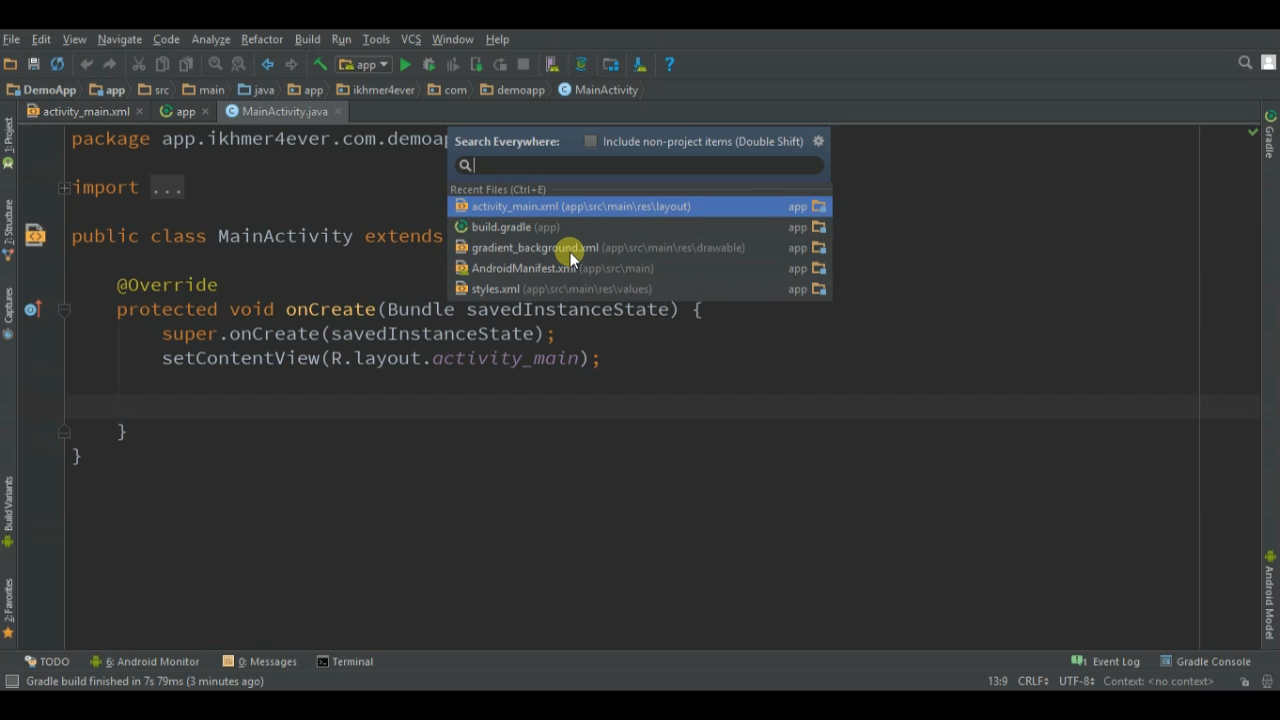 File Edit View Navigate Code Analyze Refactor Build Run Tools VCS Window Help
app
DemoApp app src main java app ikhmer4ever com demoapp MainActivity
activity_main.xml app MainActivity.java
1: Project
7: Structure
Captures
Build Variants
2: Favorites
package app.ikhmer4ever.com.demoap
import ...
public class MainActivity extends
@Override
protected void onCreate(Bundle savedInstanceState) {
super.onCreate(savedInstanceState);
setContentView(R.layout.activity_main);
}
}
Search Everywhere: Include non-project items (Double Shift)
Recent Files (Ctrl+E)
activity_main.xml (app\src\main\res\layout) app
build.gradle (app) app
gradient_background.xml (app\src\main\res\drawable) app
AndroidManifest.xml (app\src\main) app
styles.xml (app\src\main\res\values) app
Gradle
Android Model
TODO 6: Android Monitor 0: Messages Terminal Event Log Gradle Console
Gradle build finished in 7s 79ms (3 minutes ago) 13:9 CRLF UTF-8 Context: <no context>